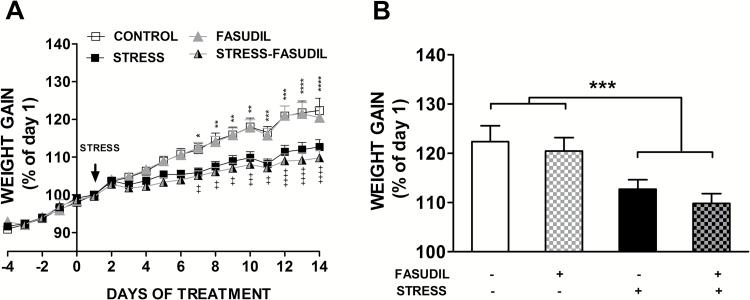 A
CONTROL FASUDIL
STRESS STRESS-FASUDIL
WEIGHT GAIN
(% of day 1)
130
120
110
100
90
STRESS
* ** ** ** ** *** **** ****
‡ ‡ ‡ ‡ ‡
-4 -2 0 2 4 6 8 10 12 14
DAYS OF TREATMENT
B
WEIGHT GAIN
(% of day 1)
140
130
120
110
100
***
FASUDIL - + - +
STRESS - - + +